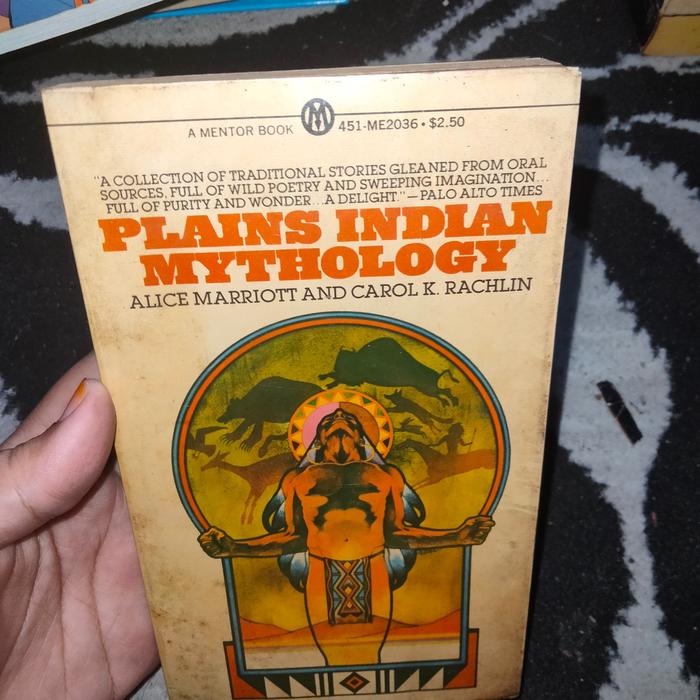 A MENTOR BOOK M 451-ME2036 • $2.50
"A COLLECTION OF TRADITIONAL STORIES GLEANED FROM ORAL
SOURCES, FULL OF WILD POETRY AND SWEEPING IMAGINATION...
FULL OF PURITY AND WONDER...A DELIGHT."—PALO ALTO TIMES
PLAINS INDIAN
MYTHOLOGY
ALICE MARRIOTT AND CAROL K. RACHLIN